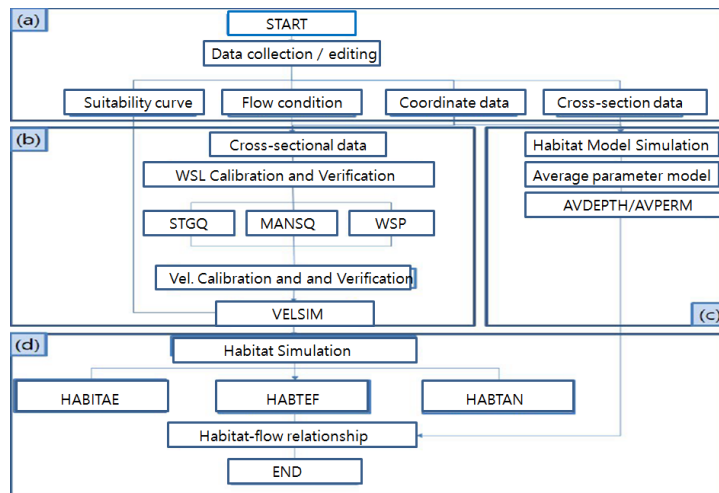 (a)
START
Data collection / editing
Suitability curve
Flow condition
Coordinate data
Cross-section data
(b)
Cross-sectional data
WSL Calibration and Verification
STGQ
MANSQ
WSP
Vel. Calibration and and Verification
VELSIM
Habitat Model Simulation
Average parameter model
AVDEPTH/AVPERM
(c)
(d)
Habitat Simulation
HABITAE
HABTEF
HABTAN
Habitat-flow relationship
END